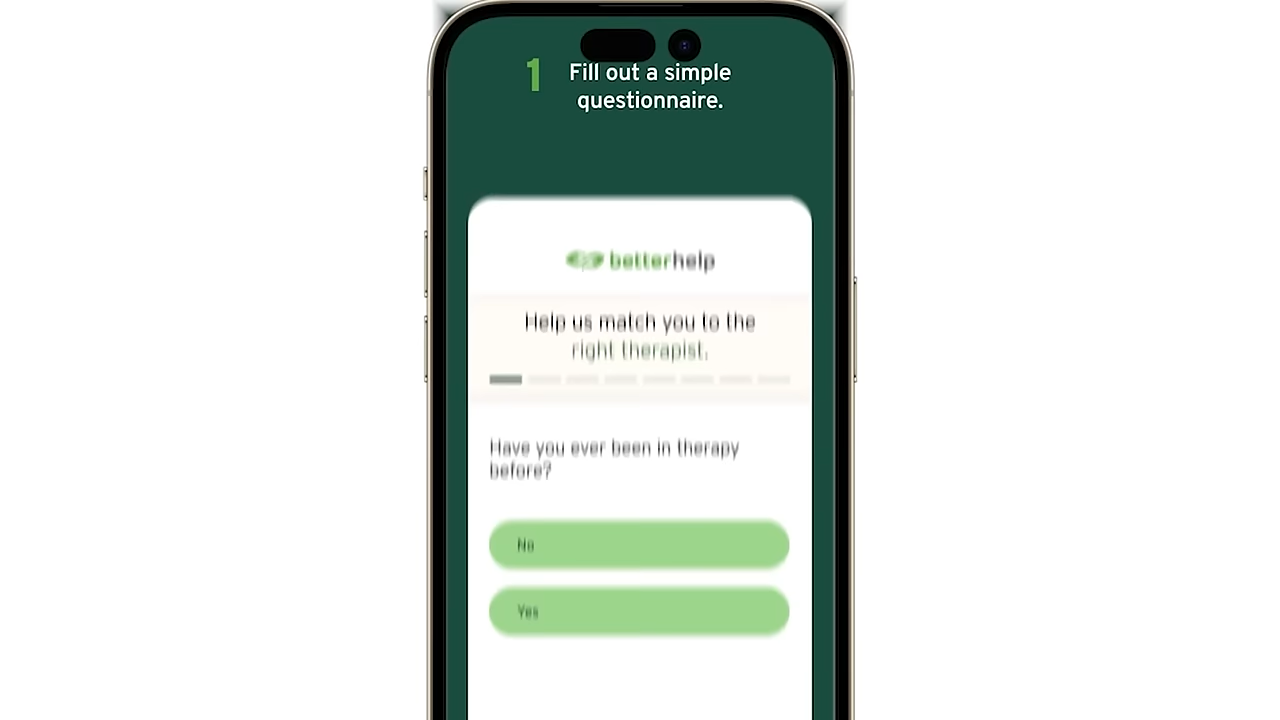 1 Fill out a simple
questionnaire.
betterhelp
Help us match you to the
right therapist.
Have you ever been in therapy
before?
No
Yes